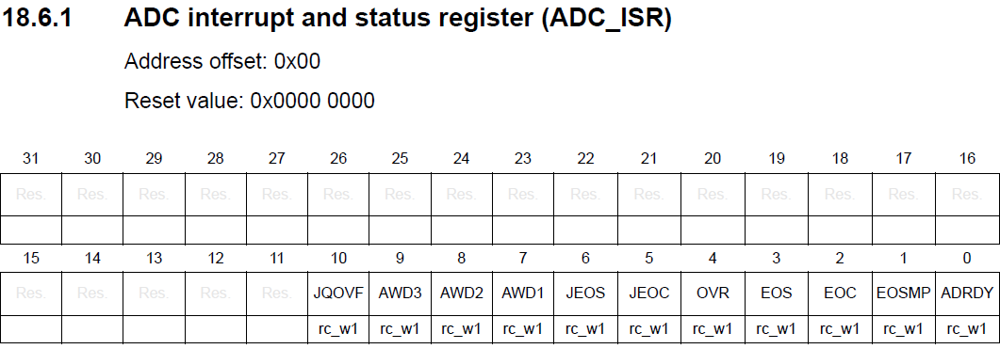 18.6.1 ADC interrupt and status register (ADC_ISR)
Address offset: 0x00
Reset value: 0x0000 0000
31 30 29 28 27 26 25 24 23 22 21 20 19 18 17 16
Res. Res. Res. Res. Res. Res. Res. Res. Res. Res. Res. Res. Res. Res. Res. Res.
15 14 13 12 11 10 9 8 7 6 5 4 3 2 1 0
Res. Res. Res. Res. Res. JQOVF AWD3 AWD2 AWD1 JEOS JEOC OVR EOS EOC EOSMP ADRDY
rc_w1 rc_w1 rc_w1 rc_w1 rc_w1 rc_w1 rc_w1 rc_w1 rc_w1 rc_w1 rc_w1